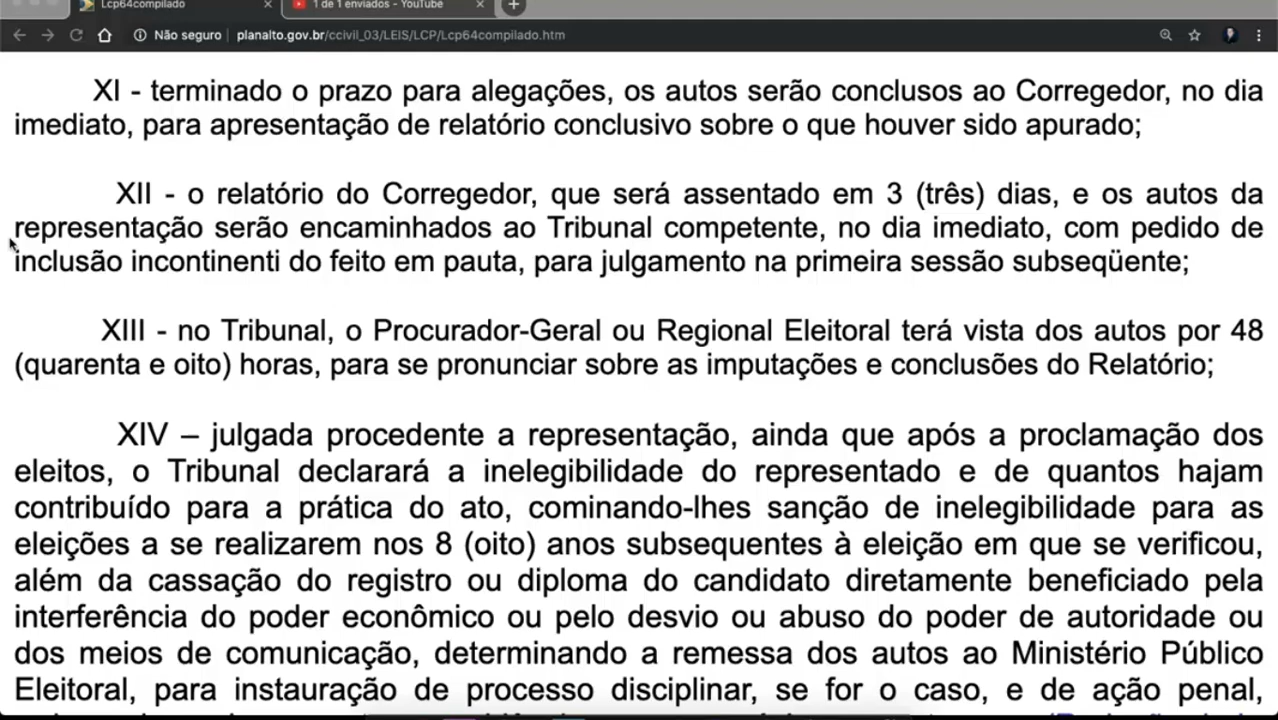 Lcp64compilado
1 de 1 enviados - YouTube
Não seguro | planalto.gov.br/ccivil_03/LEIS/LCP/Lcp64compilado.htm
XI - terminado o prazo para alegações, os autos serão conclusos ao Corregedor, no dia
imediato, para apresentação de relatório conclusivo sobre o que houver sido apurado;
XII - o relatório do Corregedor, que será assentado em 3 (três) dias, e os autos da
representação serão encaminhados ao Tribunal competente, no dia imediato, com pedido de
inclusão incontinenti do feito em pauta, para julgamento na primeira sessão subseqüente;
XIII - no Tribunal, o Procurador-Geral ou Regional Eleitoral terá vista dos autos por 48
(quarenta e oito) horas, para se pronunciar sobre as imputações e conclusões do Relatório;
XIV – julgada procedente a representação, ainda que após a proclamação dos
eleitos, o Tribunal declarará a inelegibilidade do representado e de quantos hajam
contribuído para a prática do ato, cominando-lhes sanção de inelegibilidade para as
eleições a se realizarem nos 8 (oito) anos subsequentes à eleição em que se verificou,
além da cassação do registro ou diploma do candidato diretamente beneficiado pela
interferência do poder econômico ou pelo desvio ou abuso do poder de autoridade ou
dos meios de comunicação, determinando a remessa dos autos ao Ministério Público
Eleitoral, para instauração de processo disciplinar, se for o caso, e de ação penal,